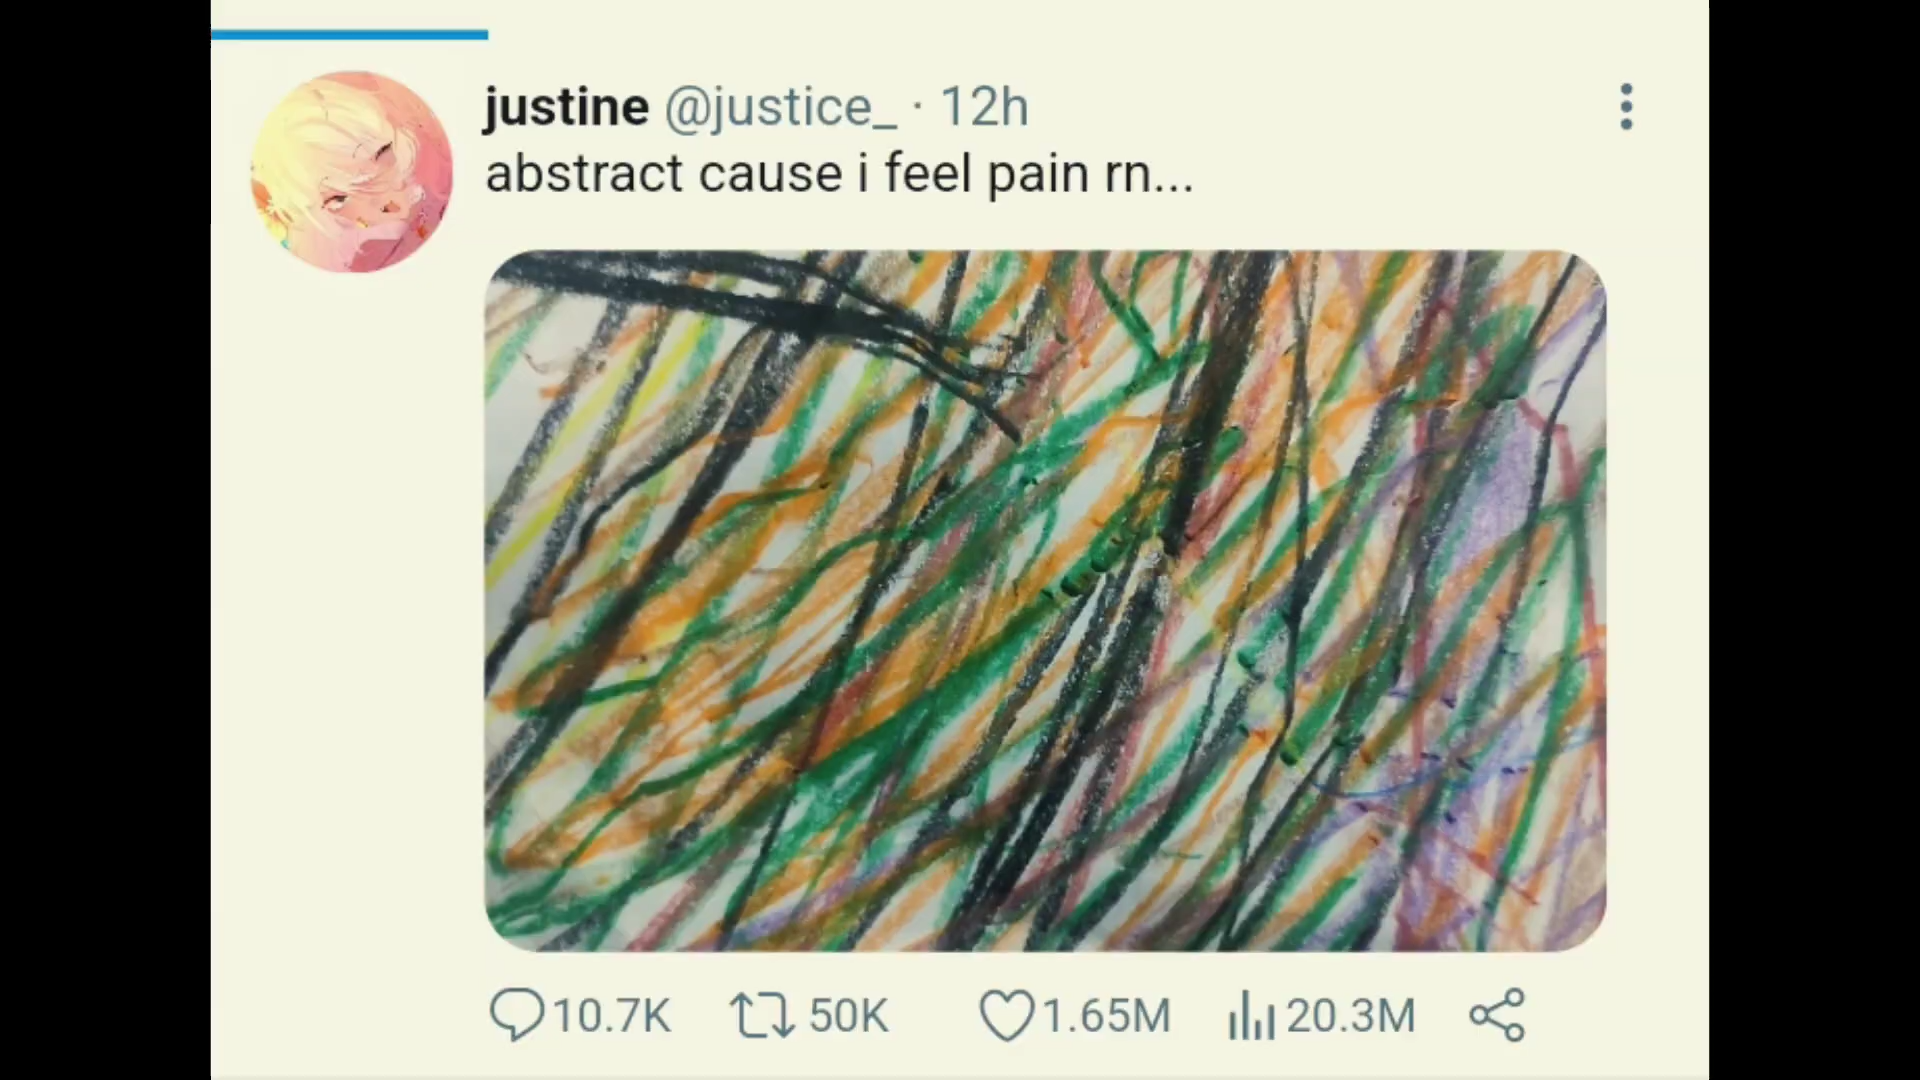 justine @justice_ · 12h
abstract cause i feel pain rn...
10.7K 50K 1.65M 20.3M